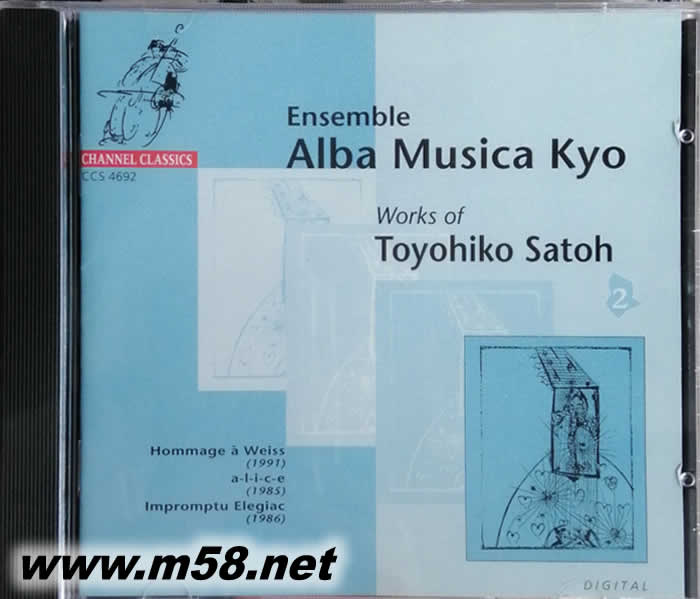 CHANNEL CLASSICS
CCS 4692
Ensemble
Alba Musica Kyo
Works of
Toyohiko Satoh
2
Hommage à Weiss
(1991)
a-l-i-c-e
(1985)
Impromptu Elegiac
(1986)
www.m58.net
DIGITAL